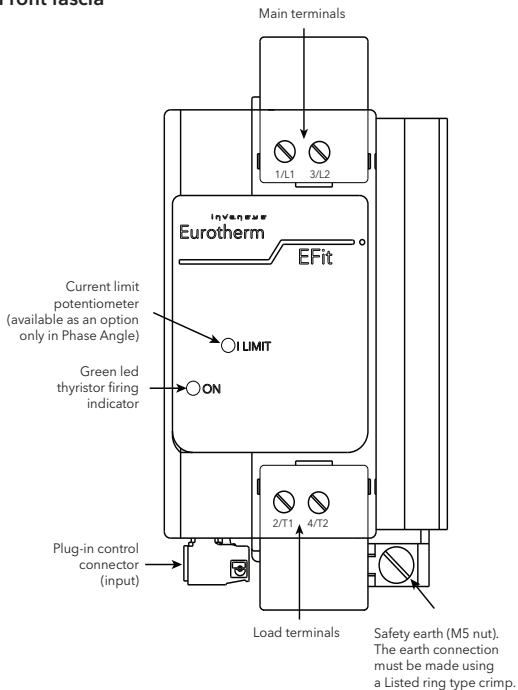 Front fascia
Main terminals
1/L1 3/L2
invensys
Eurotherm
EFit
Current limit
potentiometer
(available as an option
only in Phase Angle)
I LIMIT
Green led
thyristor firing
indicator
ON
2/T1 4/T2
Plug-in control
connector
(input)
Load terminals
Safety earth (M5 nut).
The earth connection
must be made using
a Listed ring type crimp.